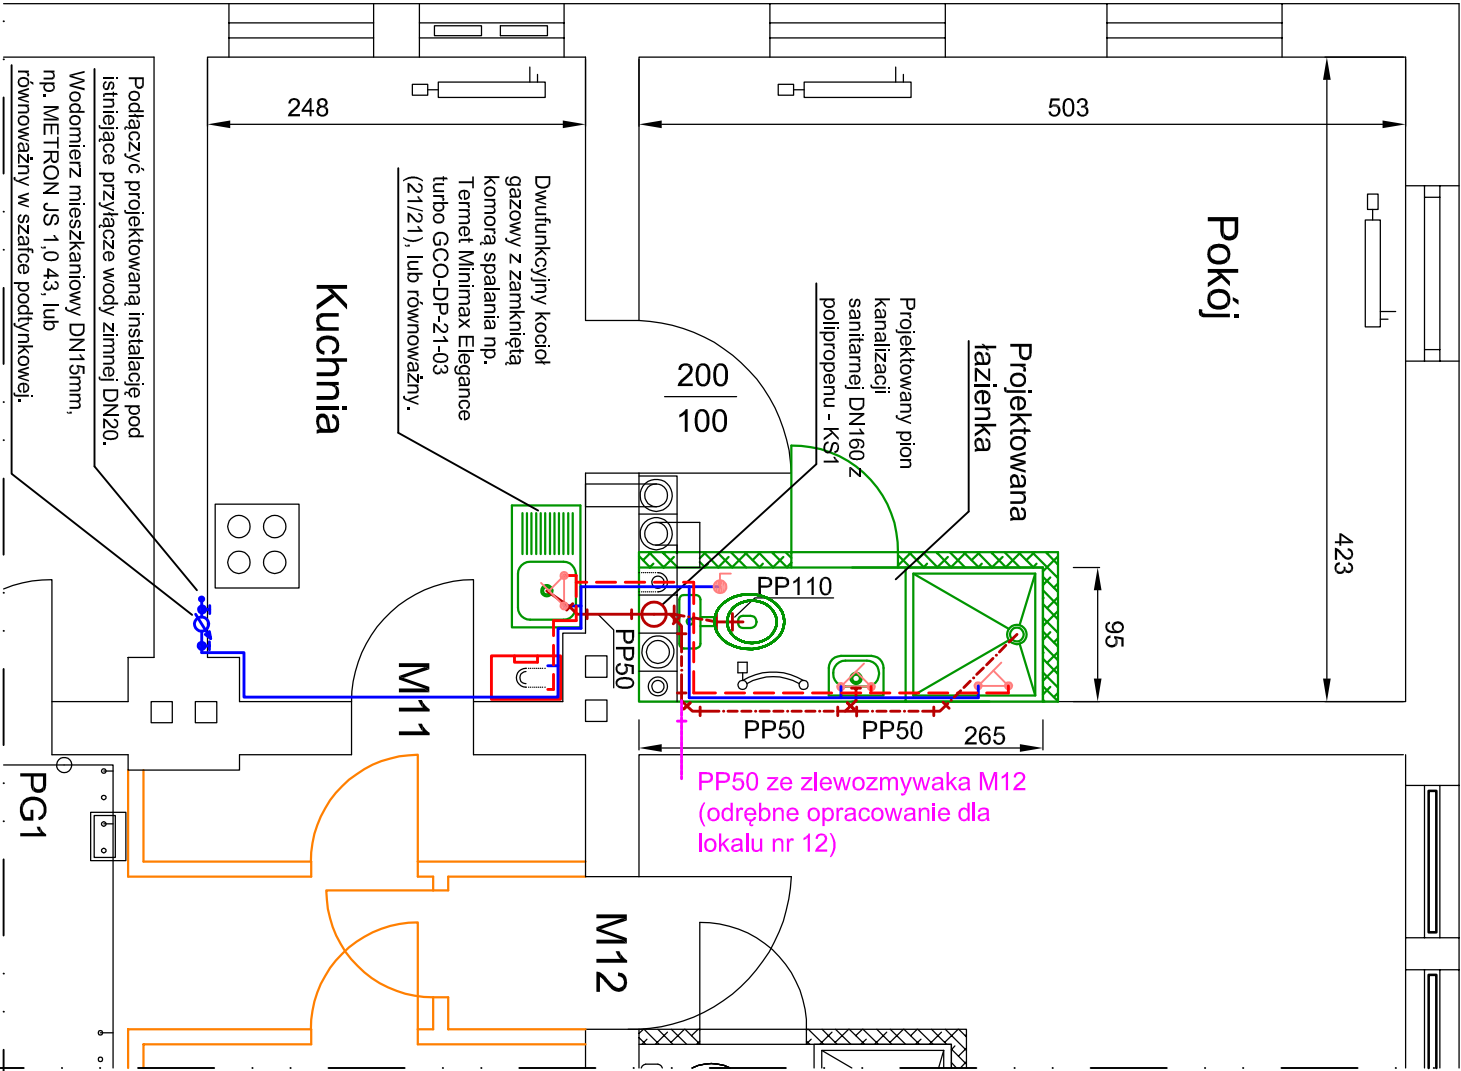 248
503
Pokój
423
Podłączyć projektowaną instalację pod
istniejące przyłącze wody zimnej DN20.
Wodomierz mieszkaniowy DN15mm,
np. METRON JS 1,0 43, lub
równoważny w szafce podtynkowej.
Kuchnia
Dwufunkcyjny kocioł
gazowy z zamkniętą
komorą spalania np.
Termet Minimax Elegance
turbo GCO-DP-21-03
(21/21), lub równoważny.
200
100
Projektowany pion
kanalizacji
sanitarnej DN160 z
polipropenu - KS1
Projektowana
łazienka
PP110
95
PP50
PP50
PP50
265
M11
PP50 ze zlewozmywaka M12
(odrębne opracowanie dla
lokalu nr 12)
PG1
M12